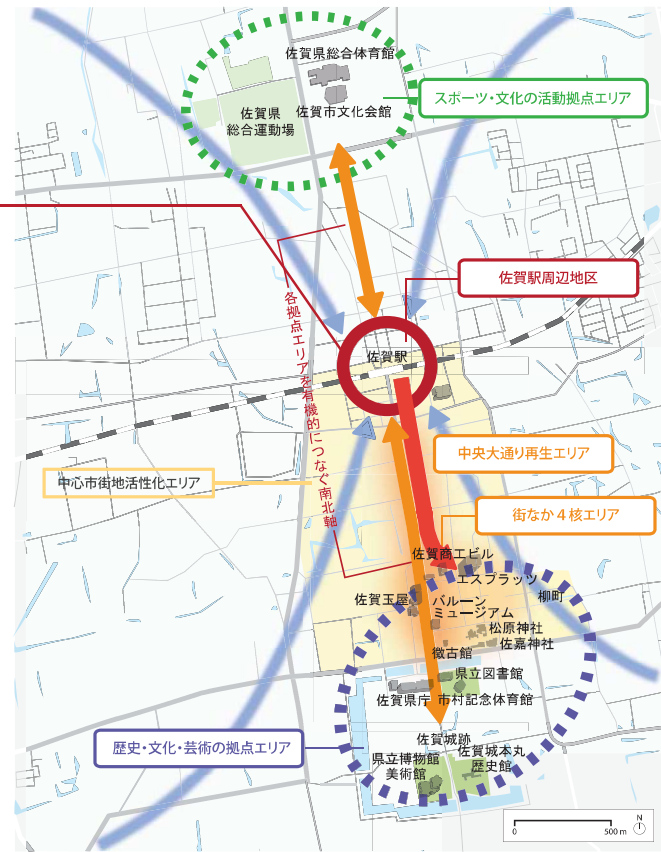 佐賀県総合体育館
スポーツ・文化の活動拠点エリア
佐賀県
総合運動場
佐賀市文化会館
佐賀駅周辺地区
各拠点エリアを有機的につなぐ南北軸
佐賀駅
中央大通り再生エリア
中心市街地活性化エリア
街なか4核エリア
佐賀商工ビル
エスプラッツ
柳町
佐賀玉屋
バルーン
ミュージアム
松原神社
佐嘉神社
徴古館
県立図書館
佐賀県庁
市村記念体育館
佐賀城跡
歴史・文化・芸術の拠点エリア
県立博物館
美術館
佐賀城本丸
歴史館
N
0
500 m